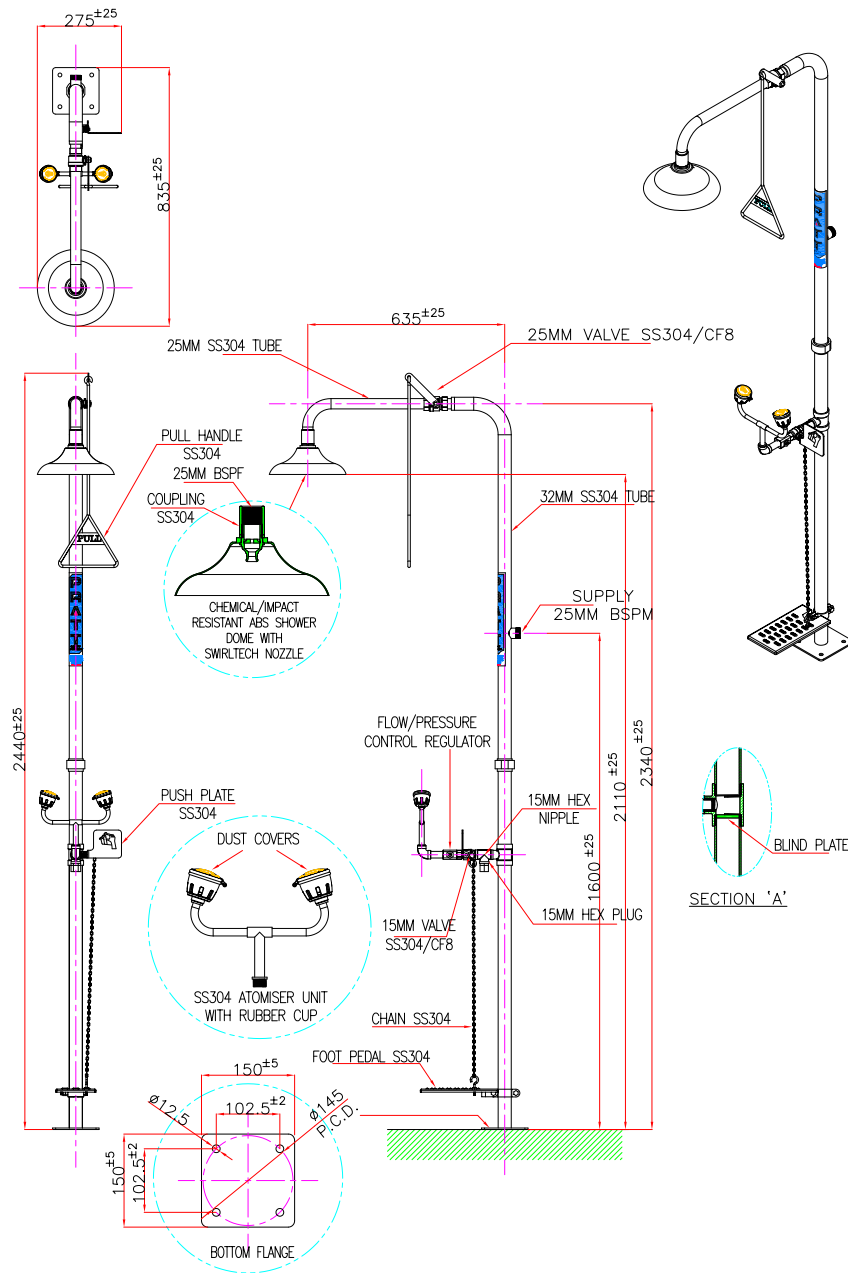 275±25
835±25
PULL
PRATHI
635±25
25MM SS304 TUBE
25MM VALVE SS304/CF8
PULL HANDLE
SS304
25MM BSPF
COUPLING
SS304
PULL
32MM SS304 TUBE
CHEMICAL/IMPACT
RESISTANT ABS SHOWER
DOME WITH
SWIRLTECH NOZZLE
SUPPLY
25MM BSPM
2440±25
FLOW/PRESSURE
CONTROL REGULATOR
2110 ±25
2340 ±25
1600±25
PUSH PLATE
SS304
15MM HEX
NIPPLE
DUST COVERS
BLIND PLATE
SECTION 'A'
15MM VALVE
SS304/CF8
15MM HEX PLUG
SS304 ATOMISER UNIT
WITH RUBBER CUP
CHAIN SS304
FOOT PEDAL SS304
150±5
102.5±2
ø12.5
ø145
P.C.D.
150±5
102.5±2
BOTTOM FLANGE